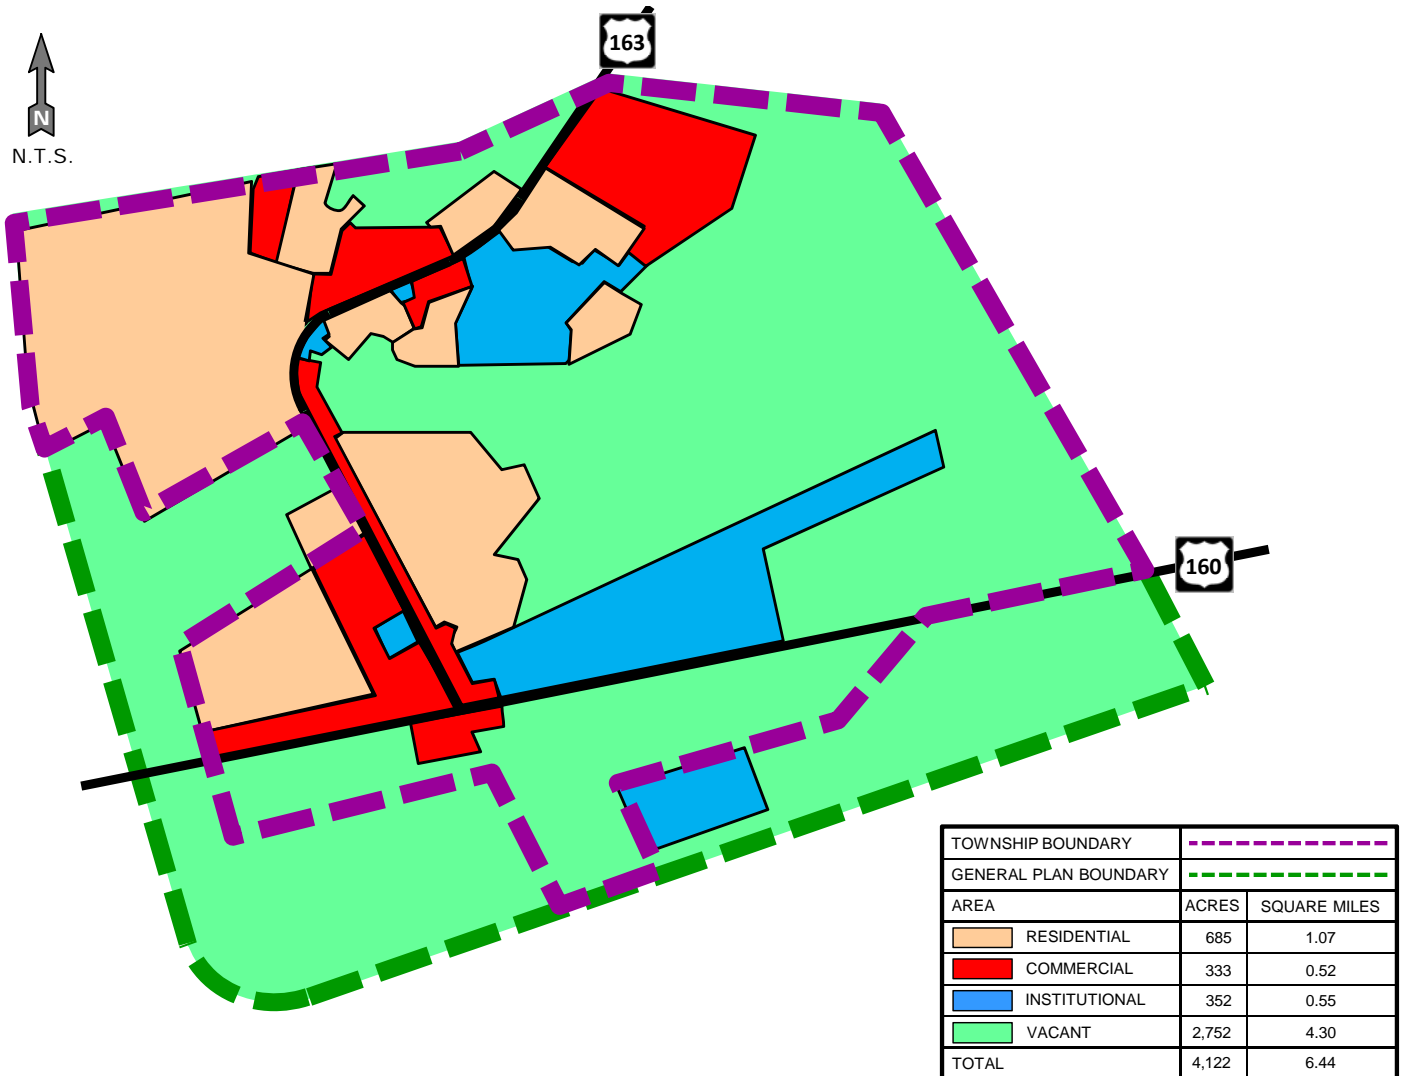 163
N
N.T.S.
160
TOWNSHIP BOUNDARY
GENERAL PLAN BOUNDARY
AREA ACRES SQUARE MILES
RESIDENTIAL 685 1.07
COMMERCIAL 333 0.52
INSTITUTIONAL 352 0.55
VACANT 2,752 4.30
TOTAL 4,122 6.44